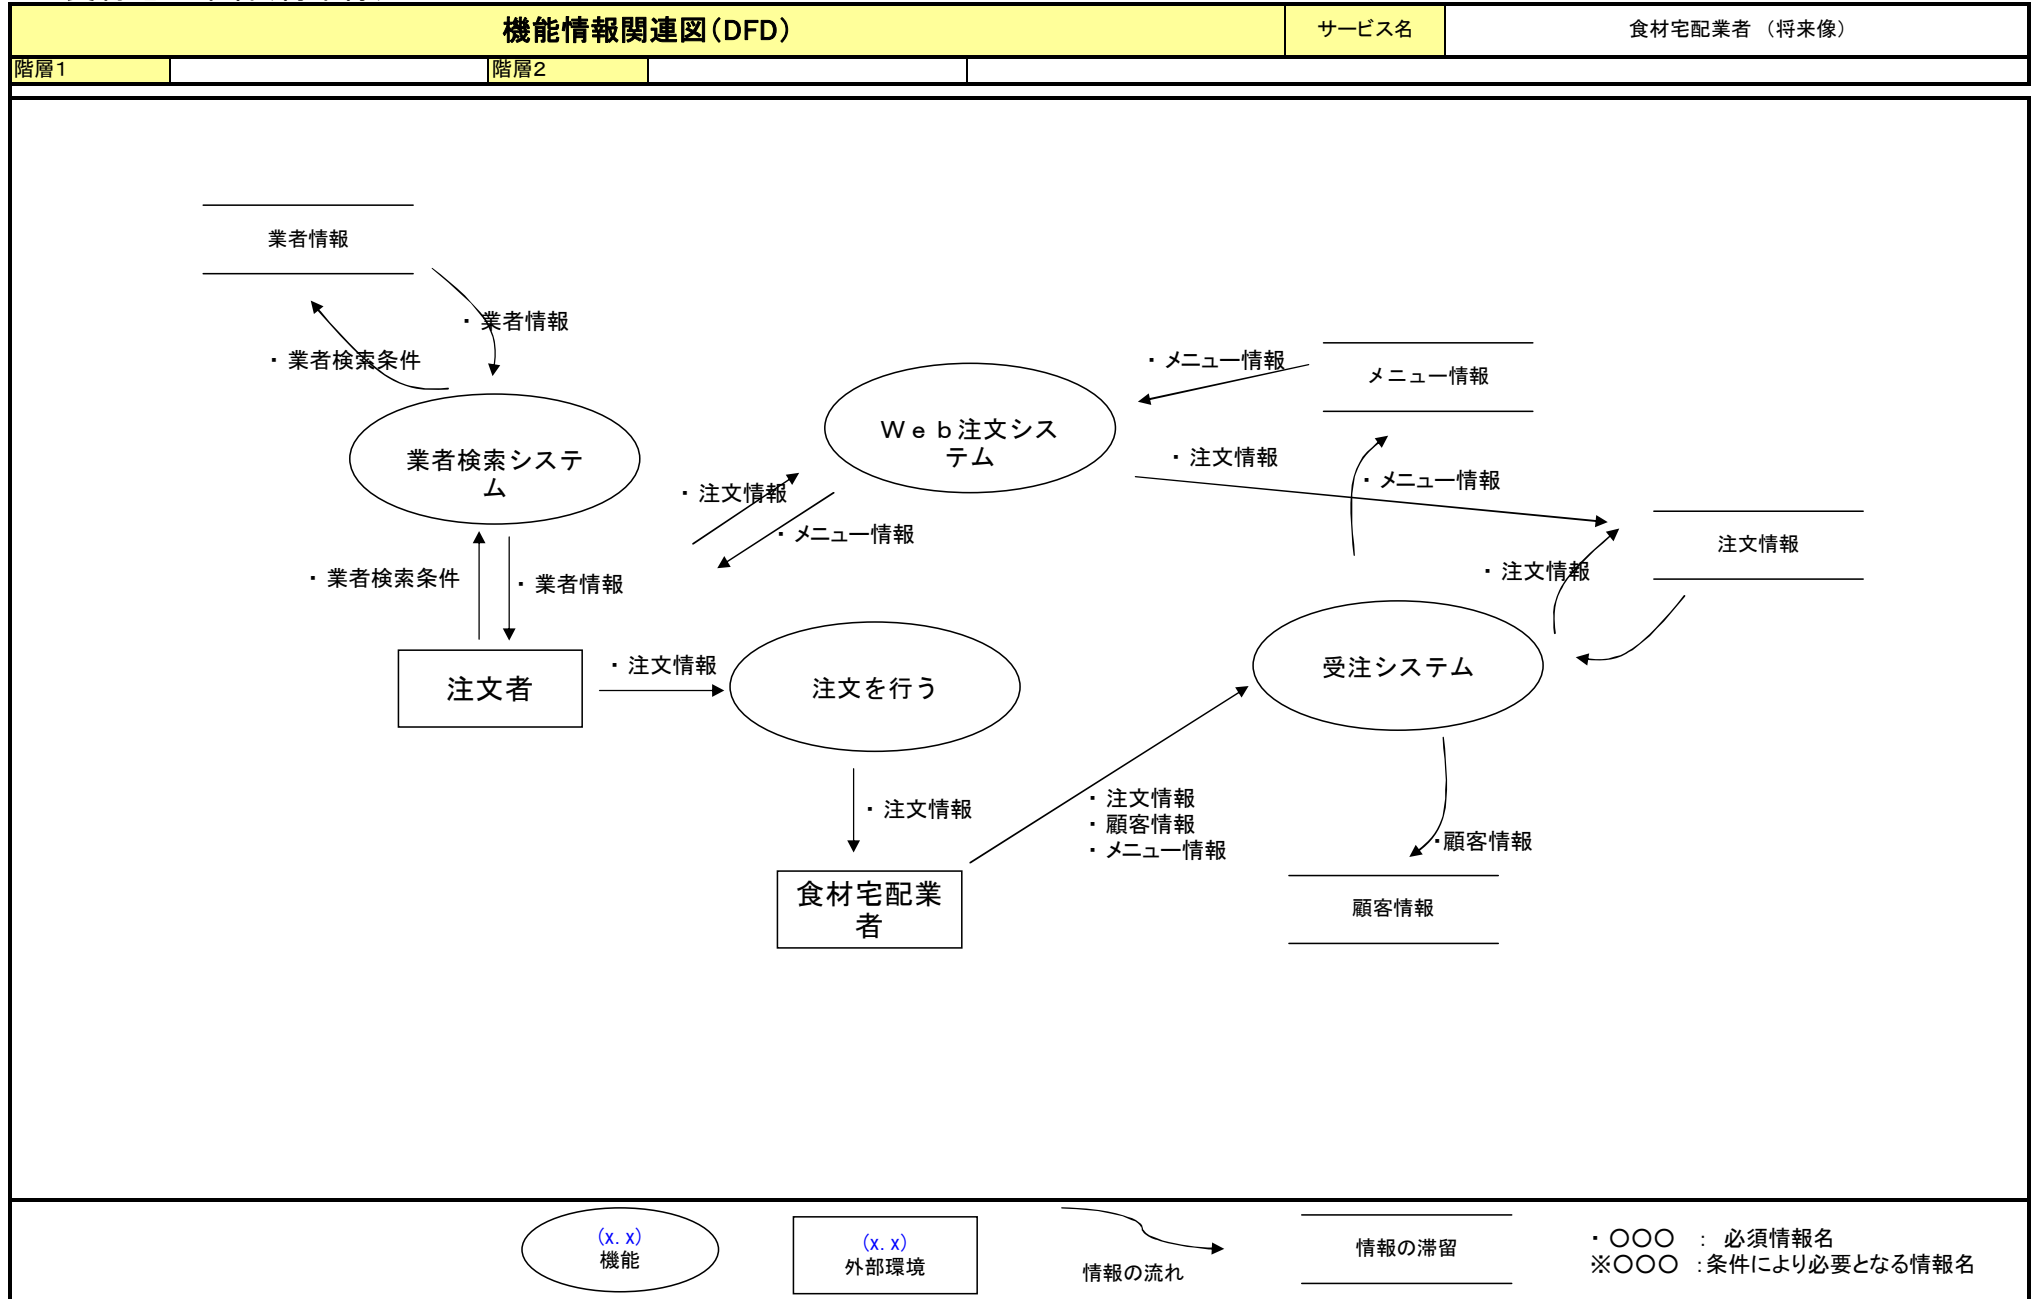 機能情報関連図(DFD)
サービス名
食材宅配業者 (将来像)
階層1
階層2
業者情報
・ 業者情報
・ 業者検索条件
・ メニュー情報
メニュー情報
Ｗｅｂ注文シス
テム
業者検索システ
ム
・ 注文情報
・ メニュー情報
・ 注文情報
・ メニュー情報
注文情報
・ 注文情報
・ 業者検索条件
・ 業者情報
注文者
・ 注文情報
注文を行う
受注システム
・ 注文情報
・ 注文情報
・ 顧客情報
・ メニュー情報
・顧客情報
食材宅配業
者
顧客情報
(x. x)
機能
(x. x)
外部環境
情報の流れ
情報の滞留
・ 〇〇〇 : 必須情報名
※〇〇〇 :条件により必要となる情報名